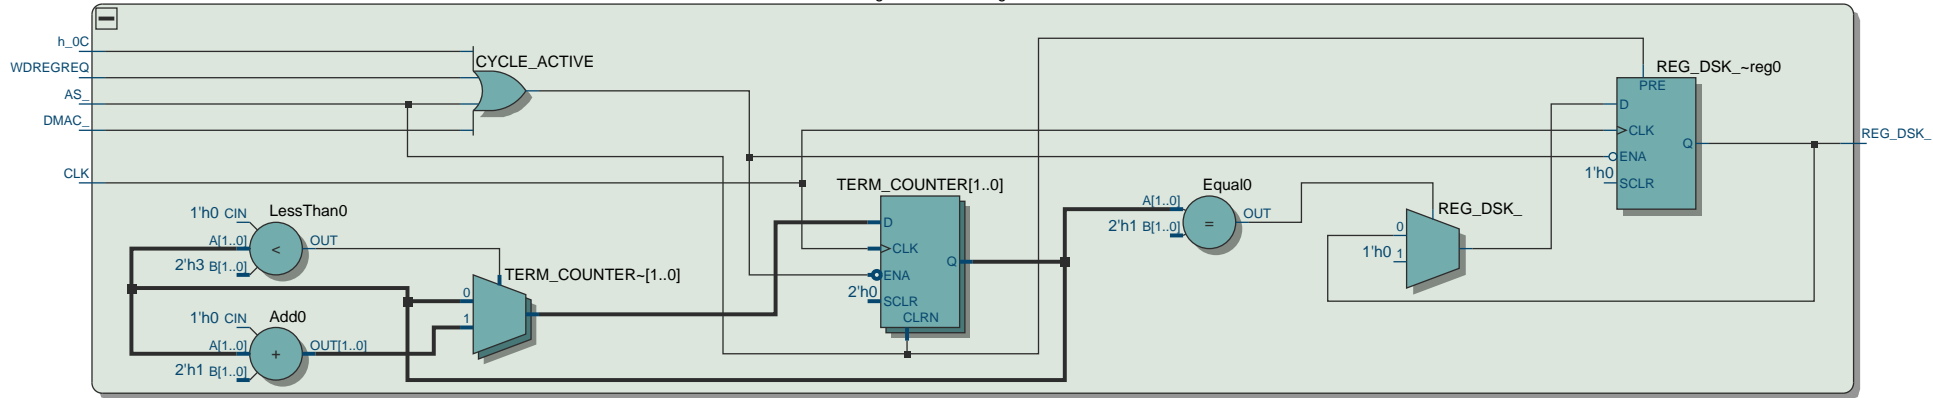 h_0C
WDREGREQ
AS_
DMAC_
CLK
CYCLE_ACTIVE
LessThan0
1'h0 CIN
A[1..0]
OUT
2'h3 B[1..0]
<
Add0
1'h0 CIN
A[1..0]
OUT[1..0]
2'h1 B[1..0]
+
TERM_COUNTER~[1..0]
0
1
TERM_COUNTER[1..0]
D
CLK
Q
ENA
2'h0
SCLR
CLRN
Equal0
A[1..0]
OUT
2'h1 B[1..0]
=
REG_DSK_
0
1'h0 1
REG_DSK_~reg0
PRE
D
CLK
Q
ENA
1'h0
SCLR
REG_DSK_